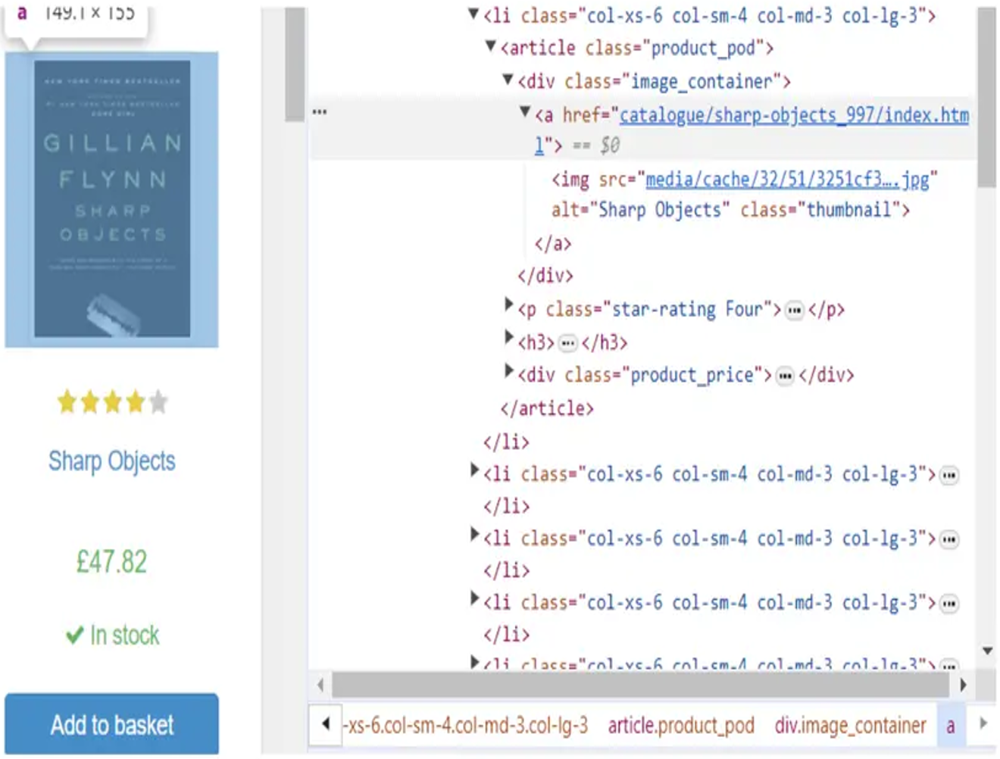 a 149.1 × 155
NEW YORK TIMES BESTSELLER
#1 NEW YORK TIMES BESTSELLER
GONE GIRL
GILLIAN
FLYNN
SHARP
OBJECTS
Sharp Objects
£47.82
In stock
Add to basket
<li class="col-xs-6 col-sm-4 col-md-3 col-lg-3">
<article class="product_pod">
<div class="image_container">
<a href="catalogue/sharp-objects_997/index.htm
l"> == $0
<img src="media/cache/32/51/3251cf3….jpg"
alt="Sharp Objects" class="thumbnail">
</a>
</div>
<p class="star-rating Four">…</p>
<h3>…</h3>
<div class="product_price">…</div>
</article>
</li>
<li class="col-xs-6 col-sm-4 col-md-3 col-lg-3">…
</li>
<li class="col-xs-6 col-sm-4 col-md-3 col-lg-3">…
</li>
<li class="col-xs-6 col-sm-4 col-md-3 col-lg-3">…
</li>
<li class="col-xs-6 col-sm-4 col-md-3 col-lg-3">…
-xs-6.col-sm-4.col-md-3.col-lg-3 article.product_pod div.image_container a